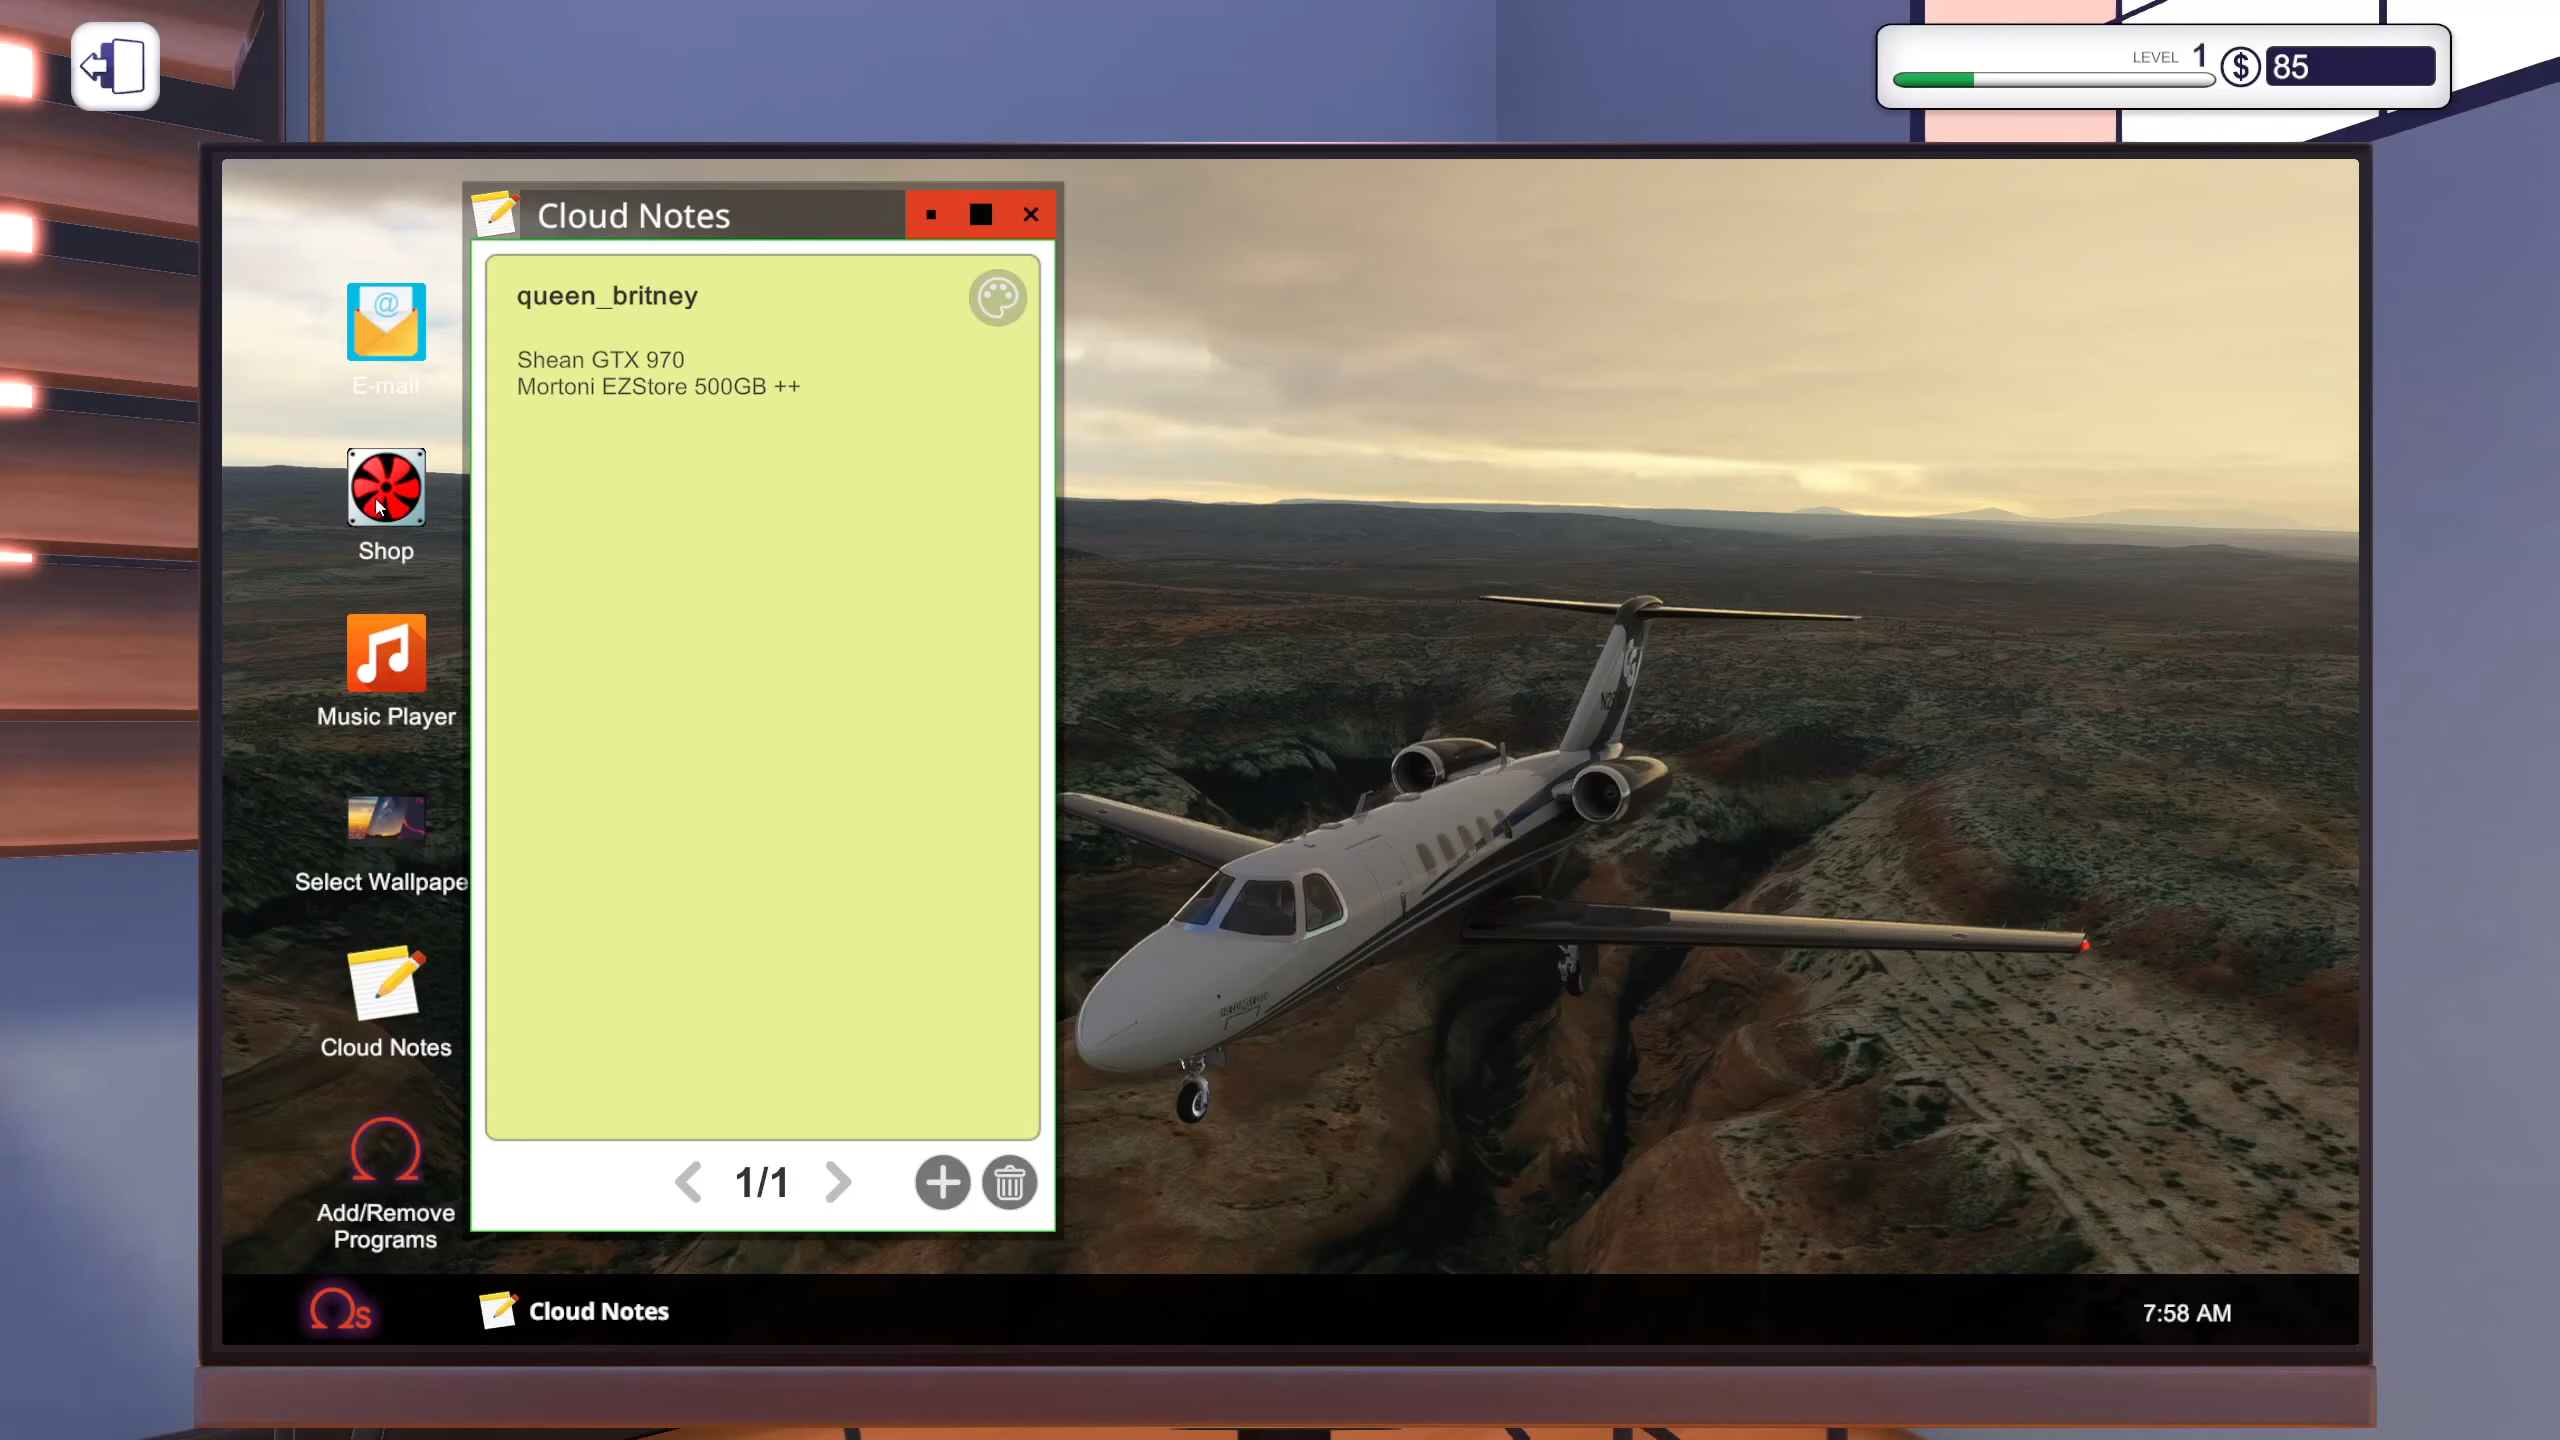 LEVEL 1
85
Cloud Notes
queen_britney
Shean GTX 970
Mortoni EZStore 500GB ++
E-mail
Shop
Music Player
Select Wallpape
Cloud Notes
Add/Remove
Programs
1/1
Cloud Notes
7:58 AM